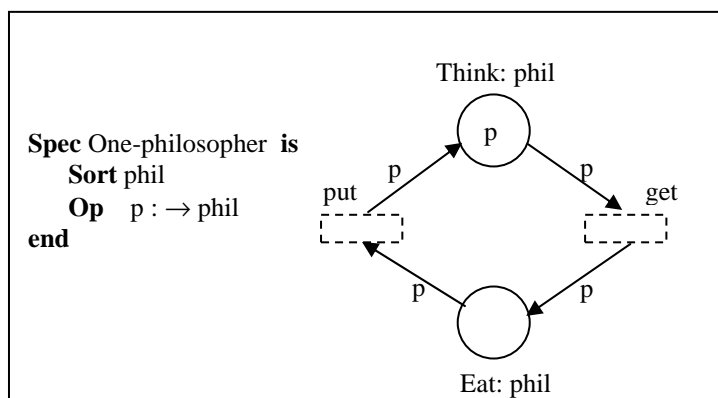 Spec One-philosopher is
Sort phil
Op p : → phil
end
Think: phil
p
p
p
put
get
p
p
Eat: phil